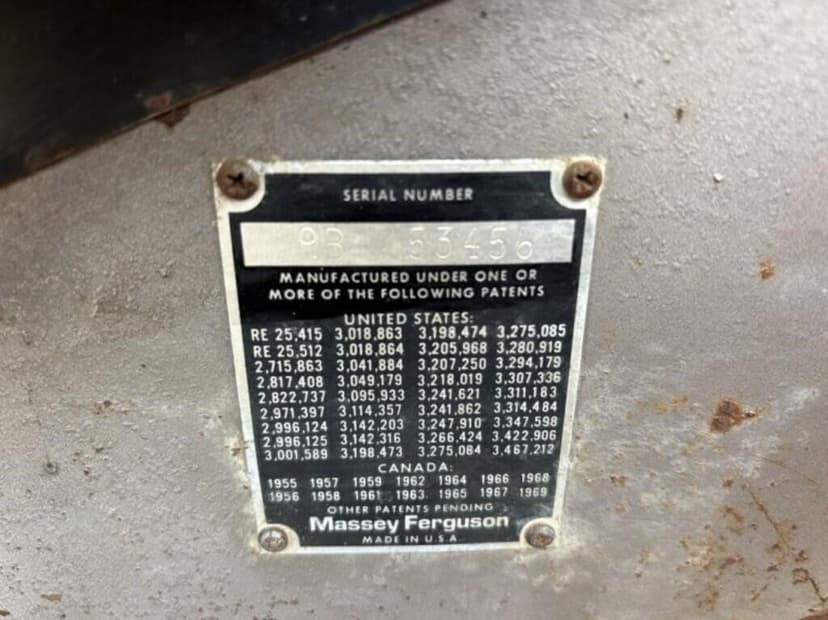 SERIAL NUMBER
9B 53456
MANUFACTURED UNDER ONE OR
MORE OF THE FOLLOWING PATENTS
UNITED STATES:
RE 25,415 3,018,863 3,198,474 3,275,085
RE 25,512 3,018,864 3,205,968 3,280,919
2,715,863 3,041,884 3,207,250 3,294,179
2,817,408 3,049,179 3,218,019 3,307,336
2,822,737 3,095,933 3,241,621 3,311,183
2,971,397 3,114,357 3,241,862 3,314,484
2,996,124 3,142,203 3,247,910 3,347,598
2,996,125 3,142,316 3,266,424 3,422,906
3,001,589 3,198,473 3,275,084 3,467,212
CANADA:
1955 1957 1959 1962 1964 1966 1968
1956 1958 1961 1963 1965 1967 1969
OTHER PATENTS PENDING
Massey Ferguson
MADE IN U.S.A.